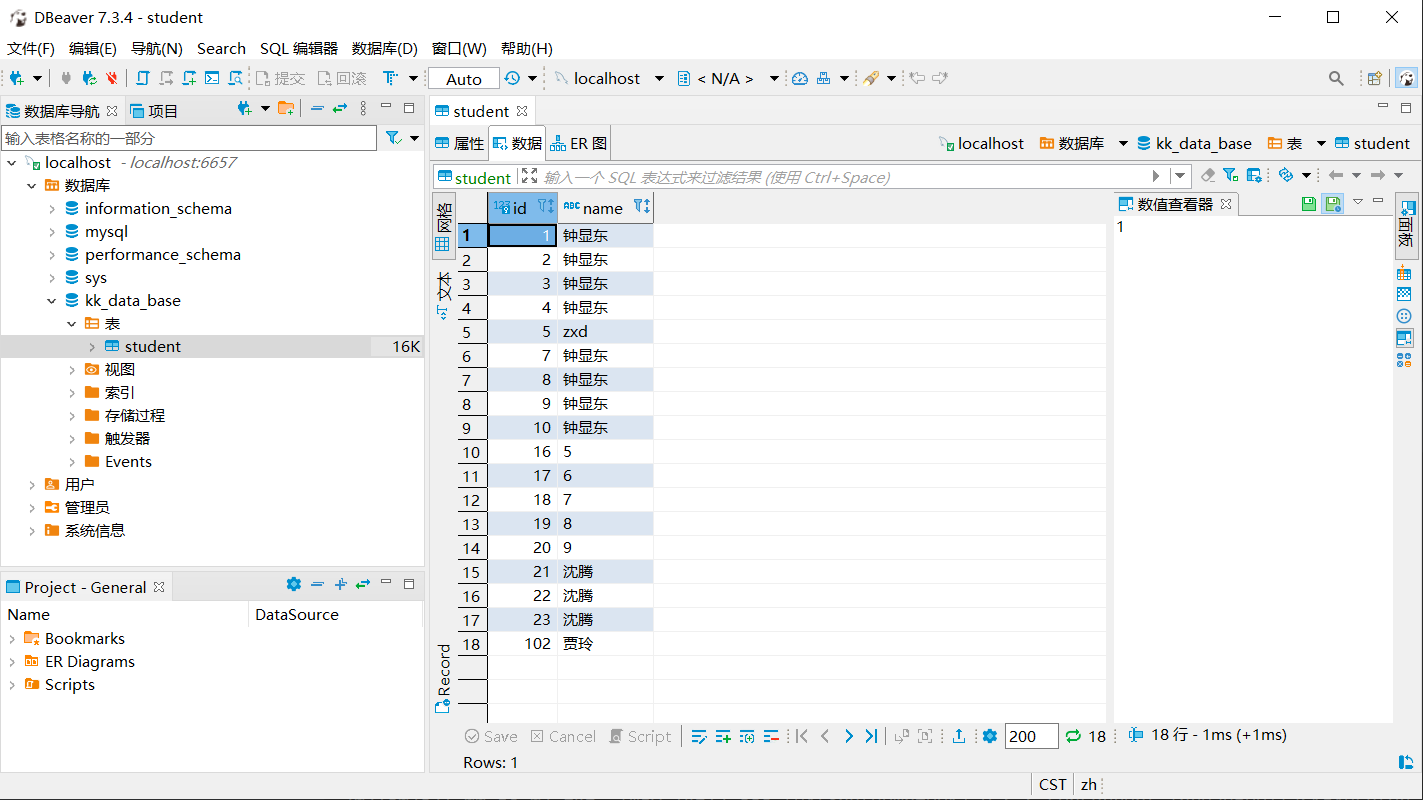 DBeaver 7.3.4 - student
文件(F) 编辑(E) 导航(N) Search SQL 编辑器 数据库(D) 窗口(W) 帮助(H)
提交 回滚 Auto localhost < N/A >
数据库导航 项目
输入表格名称的一部分
localhost - localhost:6657
数据库
information_schema
mysql
performance_schema
sys
kk_data_base
表
student 16K
视图
索引
存储过程
触发器
Events
用户
管理员
系统信息
Project - General
Name DataSource
Bookmarks
ER Diagrams
Scripts
student
属性 数据 ER 图 localhost 数据库 kk_data_base 表 student
student 输入一个 SQL 表达式来过滤结果 (使用 Ctrl+Space)
网格
文本
Record
123 id ABC name
1 1 钟显东
2 2 钟显东
3 3 钟显东
4 4 钟显东
5 5 zxd
6 7 钟显东
7 8 钟显东
8 9 钟显东
9 10 钟显东
10 16 5
11 17 6
12 18 7
13 19 8
14 20 9
15 21 沈腾
16 22 沈腾
17 23 沈腾
18 102 贾玲
数值查看器
1
面板
Save Cancel Script 200 18 18 行 - 1ms (+1ms)
Rows: 1
CST zh